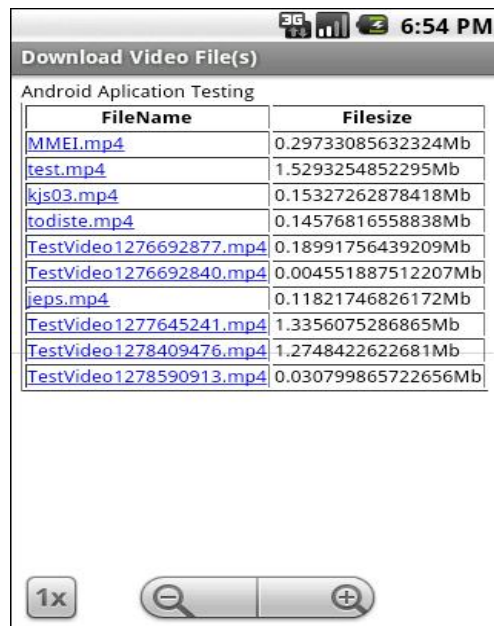 3G 6:54 PM
Download Video File(s)
Android Aplication Testing
FileName Filesize
MMEI.mp4 0.29733085632324Mb
test.mp4 1.5293254852295Mb
kjs03.mp4 0.15327262878418Mb
todiste.mp4 0.14576816558838Mb
TestVideo1276692877.mp4 0.18991756439209Mb
TestVideo1276692840.mp4 0.004551887512207Mb
jeps.mp4 0.11821746826172Mb
TestVideo1277645241.mp4 1.3356075286865Mb
TestVideo1278409476.mp4 1.2748422622681Mb
TestVideo1278590913.mp4 0.030799865722656Mb
1x